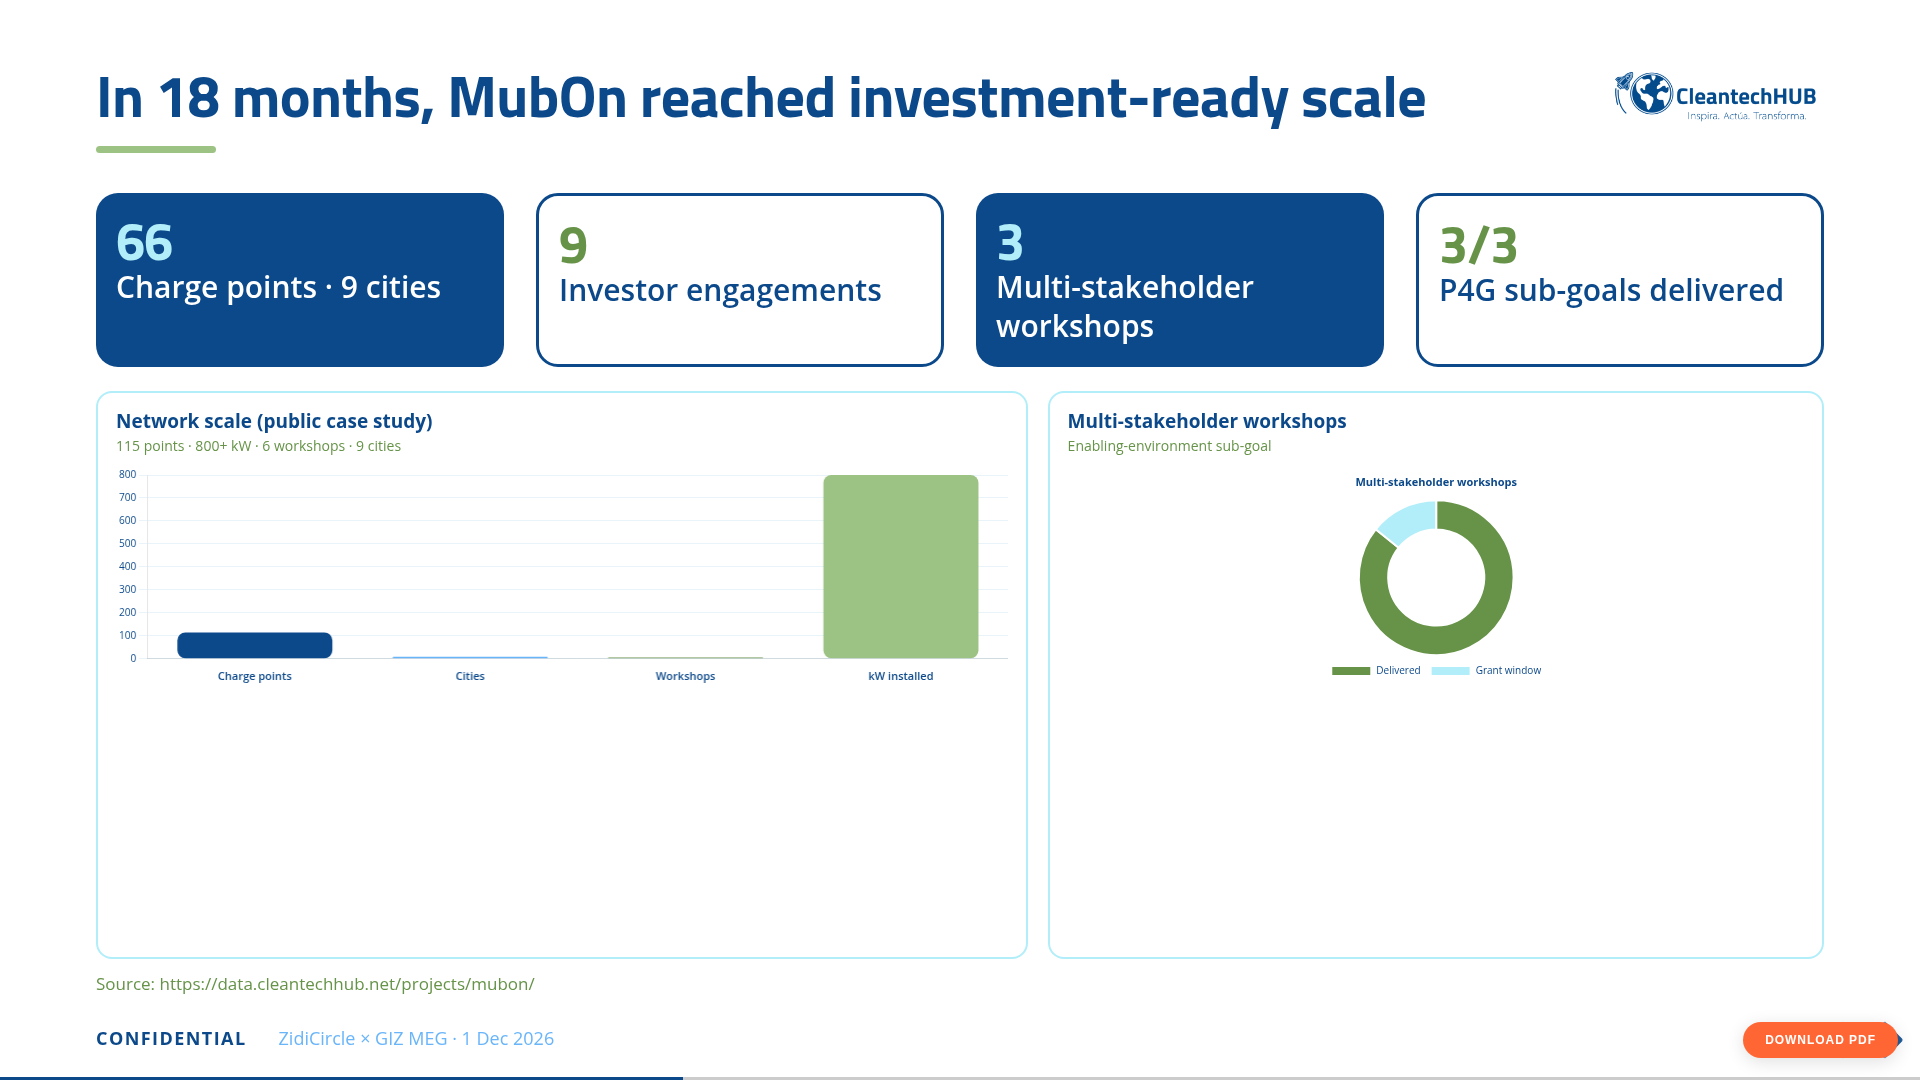 In 18 months, MubOn reached investment-ready scale
CleantechHUB
Inspira. Actúa. Transforma.
66
Charge points · 9 cities
9
Investor engagements
3
Multi-stakeholder
workshops
3/3
P4G sub-goals delivered
Network scale (public case study)
115 points · 800+ kW · 6 workshops · 9 cities
800
700
600
500
400
300
200
100
0
Charge points
Cities
Workshops
kW installed
Multi-stakeholder workshops
Enabling-environment sub-goal
Multi-stakeholder workshops
Delivered
Grant window
Source: https://data.cleantechhub.net/projects/mubon/
CONFIDENTIAL
ZidiCircle × GIZ MEG · 1 Dec 2026
DOWNLOAD PDF